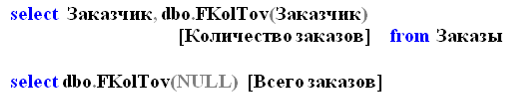 select Заказчик, dbo.FKolTov(Заказчик)
[Количество заказов] from Заказы
select dbo.FKolTov(NULL) [Всего заказов]